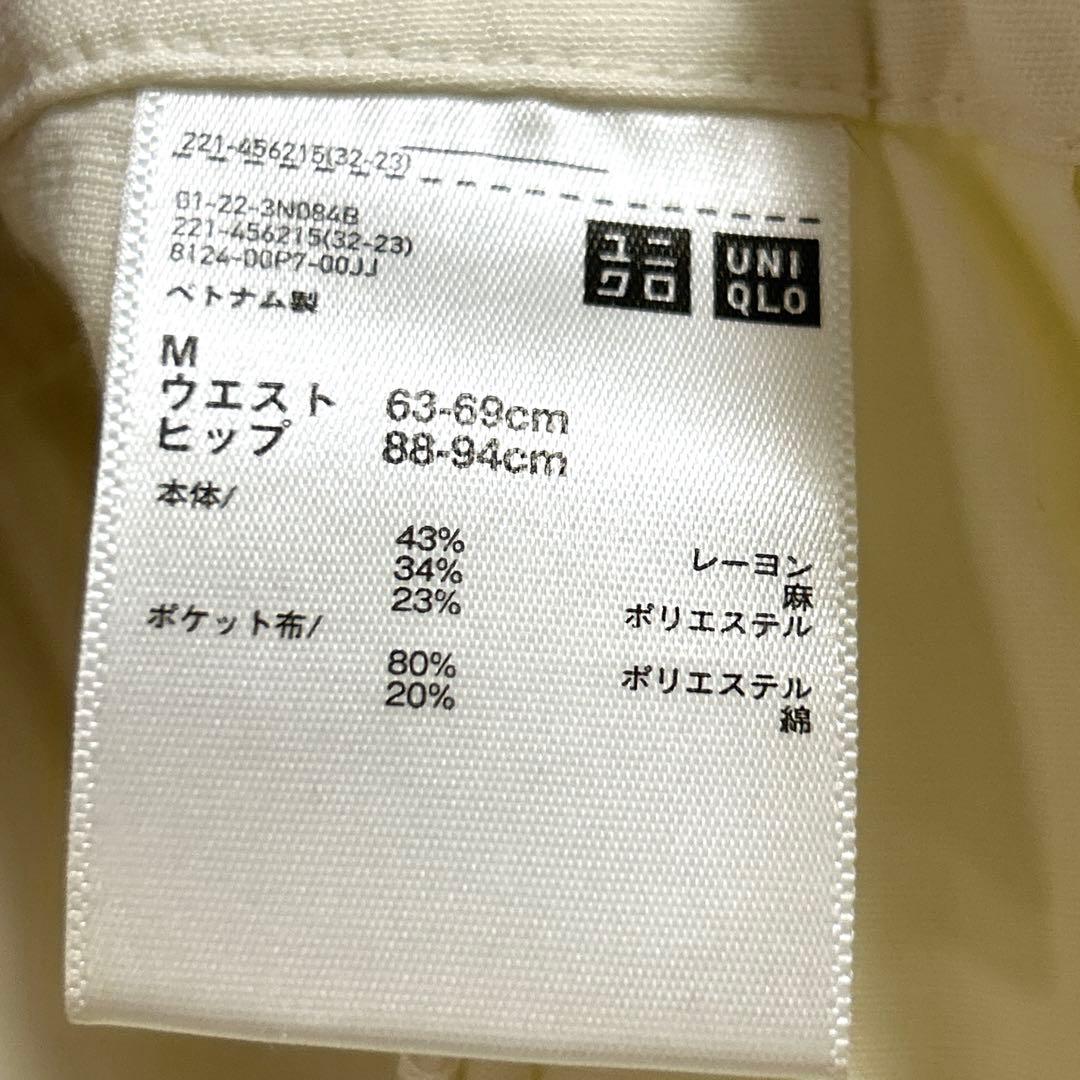 221-456215(32-23)
01-22-3N084B
221-456215(32-23)
8124-00P7-00JJ
ベトナム製
ユニ
クロ
UNI
QLO
M
ウエスト 63-69cm
ヒップ 88-94cm
本体/
43% レーヨン
34% 麻
23% ポリエステル
ポケット布/
80% ポリエステル
20% 綿